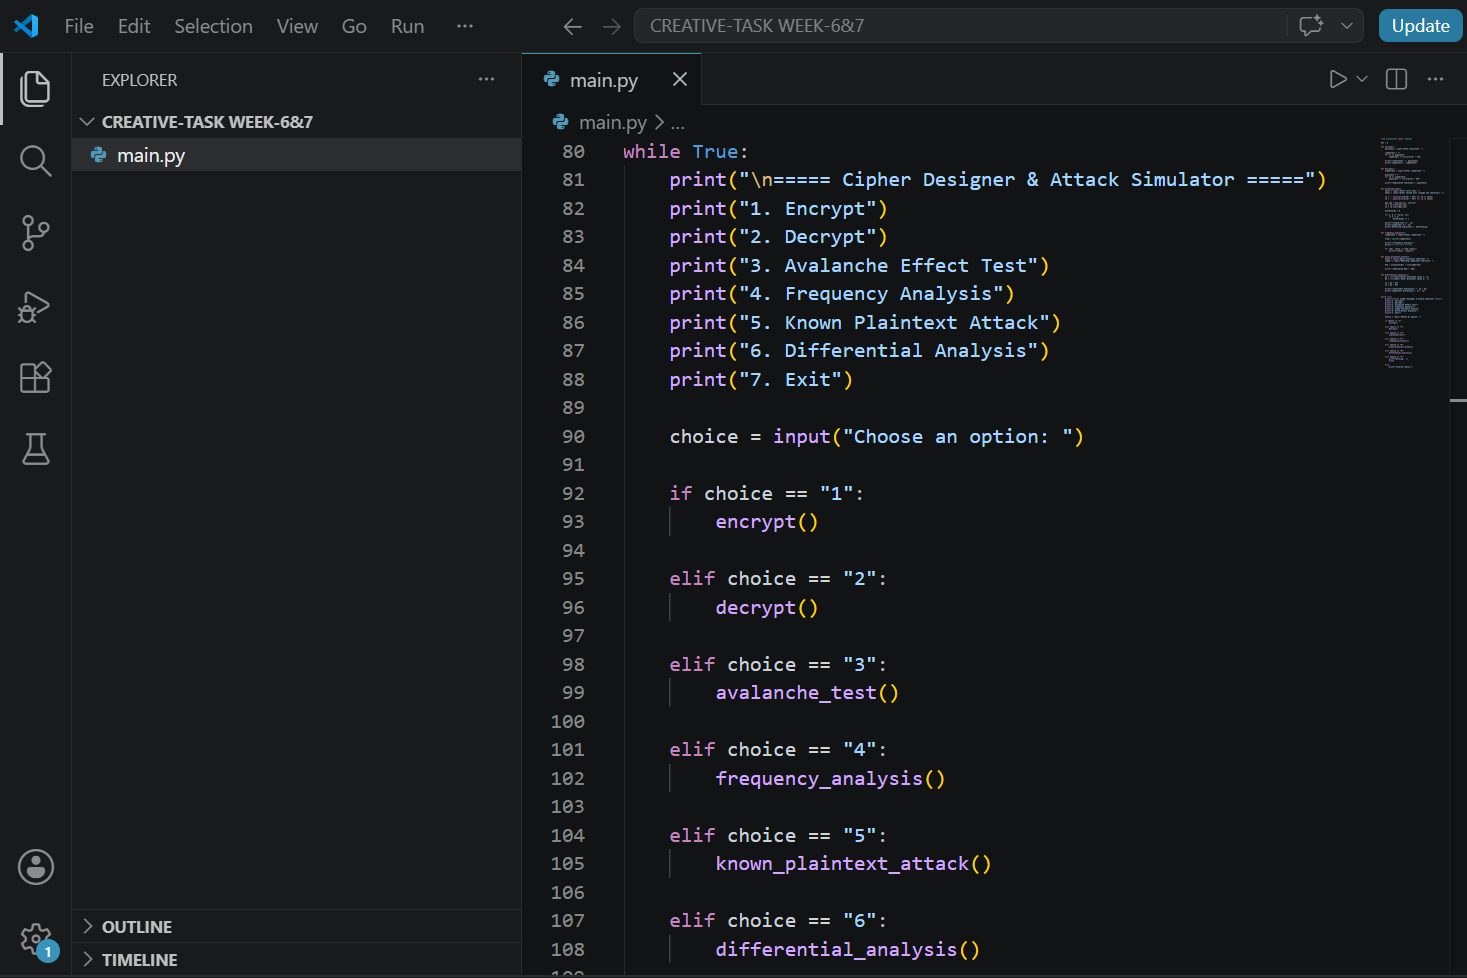 File Edit Selection View Go Run ...
CREATIVE-TASK WEEK-6&7
Update
EXPLORER
CREATIVE-TASK WEEK-6&7
main.py
OUTLINE
TIMELINE
1
main.py
main.py > ...
80 while True:
81 print("\n===== Cipher Designer & Attack Simulator =====")
82 print("1. Encrypt")
83 print("2. Decrypt")
84 print("3. Avalanche Effect Test")
85 print("4. Frequency Analysis")
86 print("5. Known Plaintext Attack")
87 print("6. Differential Analysis")
88 print("7. Exit")
89
90 choice = input("Choose an option: ")
91
92 if choice == "1":
93 encrypt()
94
95 elif choice == "2":
96 decrypt()
97
98 elif choice == "3":
99 avalanche_test()
100
101 elif choice == "4":
102 frequency_analysis()
103
104 elif choice == "5":
105 known_plaintext_attack()
106
107 elif choice == "6":
108 differential_analysis()